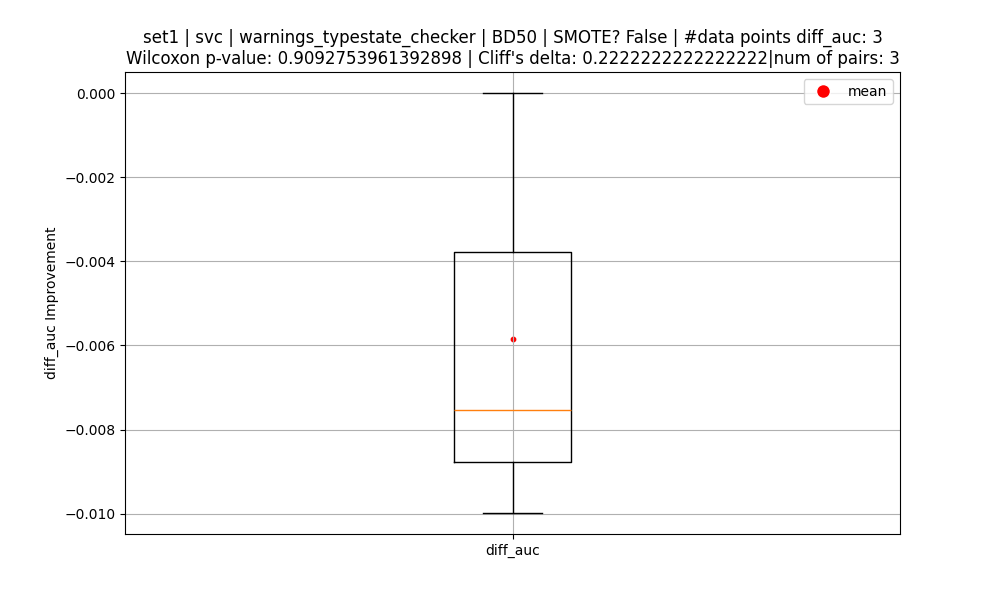 set1 | svc | warnings_typestate_checker | BD50 | SMOTE? False | #data points diff_auc: 3
Wilcoxon p-value: 0.9092753961392898 | Cliff's delta: 0.2222222222222222|num of pairs: 3
mean
0.000
−0.002
−0.004
−0.006
−0.008
−0.010
diff_auc Improvement
diff_auc